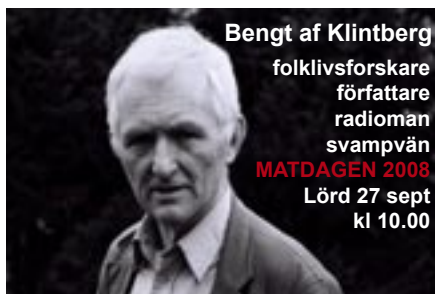 Bengt af Klintberg
folklivsforskare
författare
radioman
svampvän
MATDAGEN 2008
Lörd 27 sept
kl 10.00